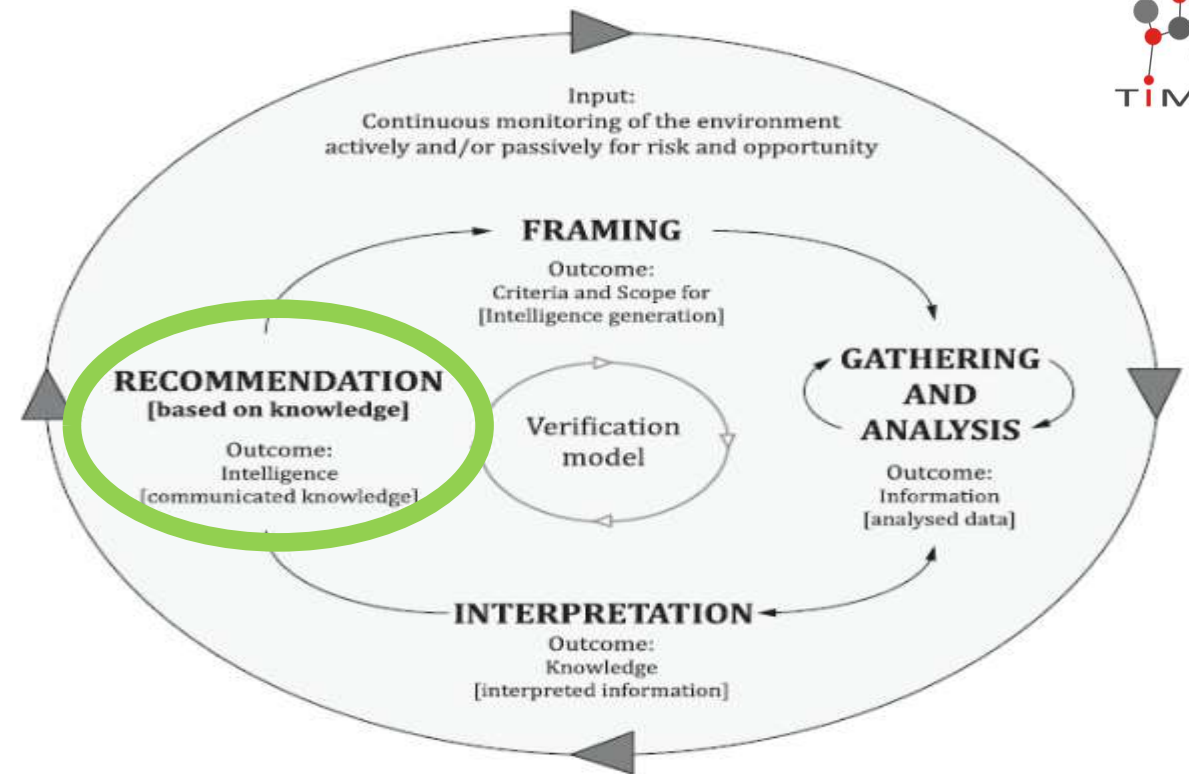 TIM
Input:
Continuous monitoring of the environment
actively and/or passively for risk and opportunity
FRAMING
Outcome:
Criteria and Scope for
[Intelligence generation]
RECOMMENDATION
[based on knowledge]
Outcome:
Intelligence
[communicated knowledge]
Verification
model
GATHERING
AND
ANALYSIS
Outcome:
Information
[analysed data]
INTERPRETATION
Outcome:
Knowledge
[interpreted information]